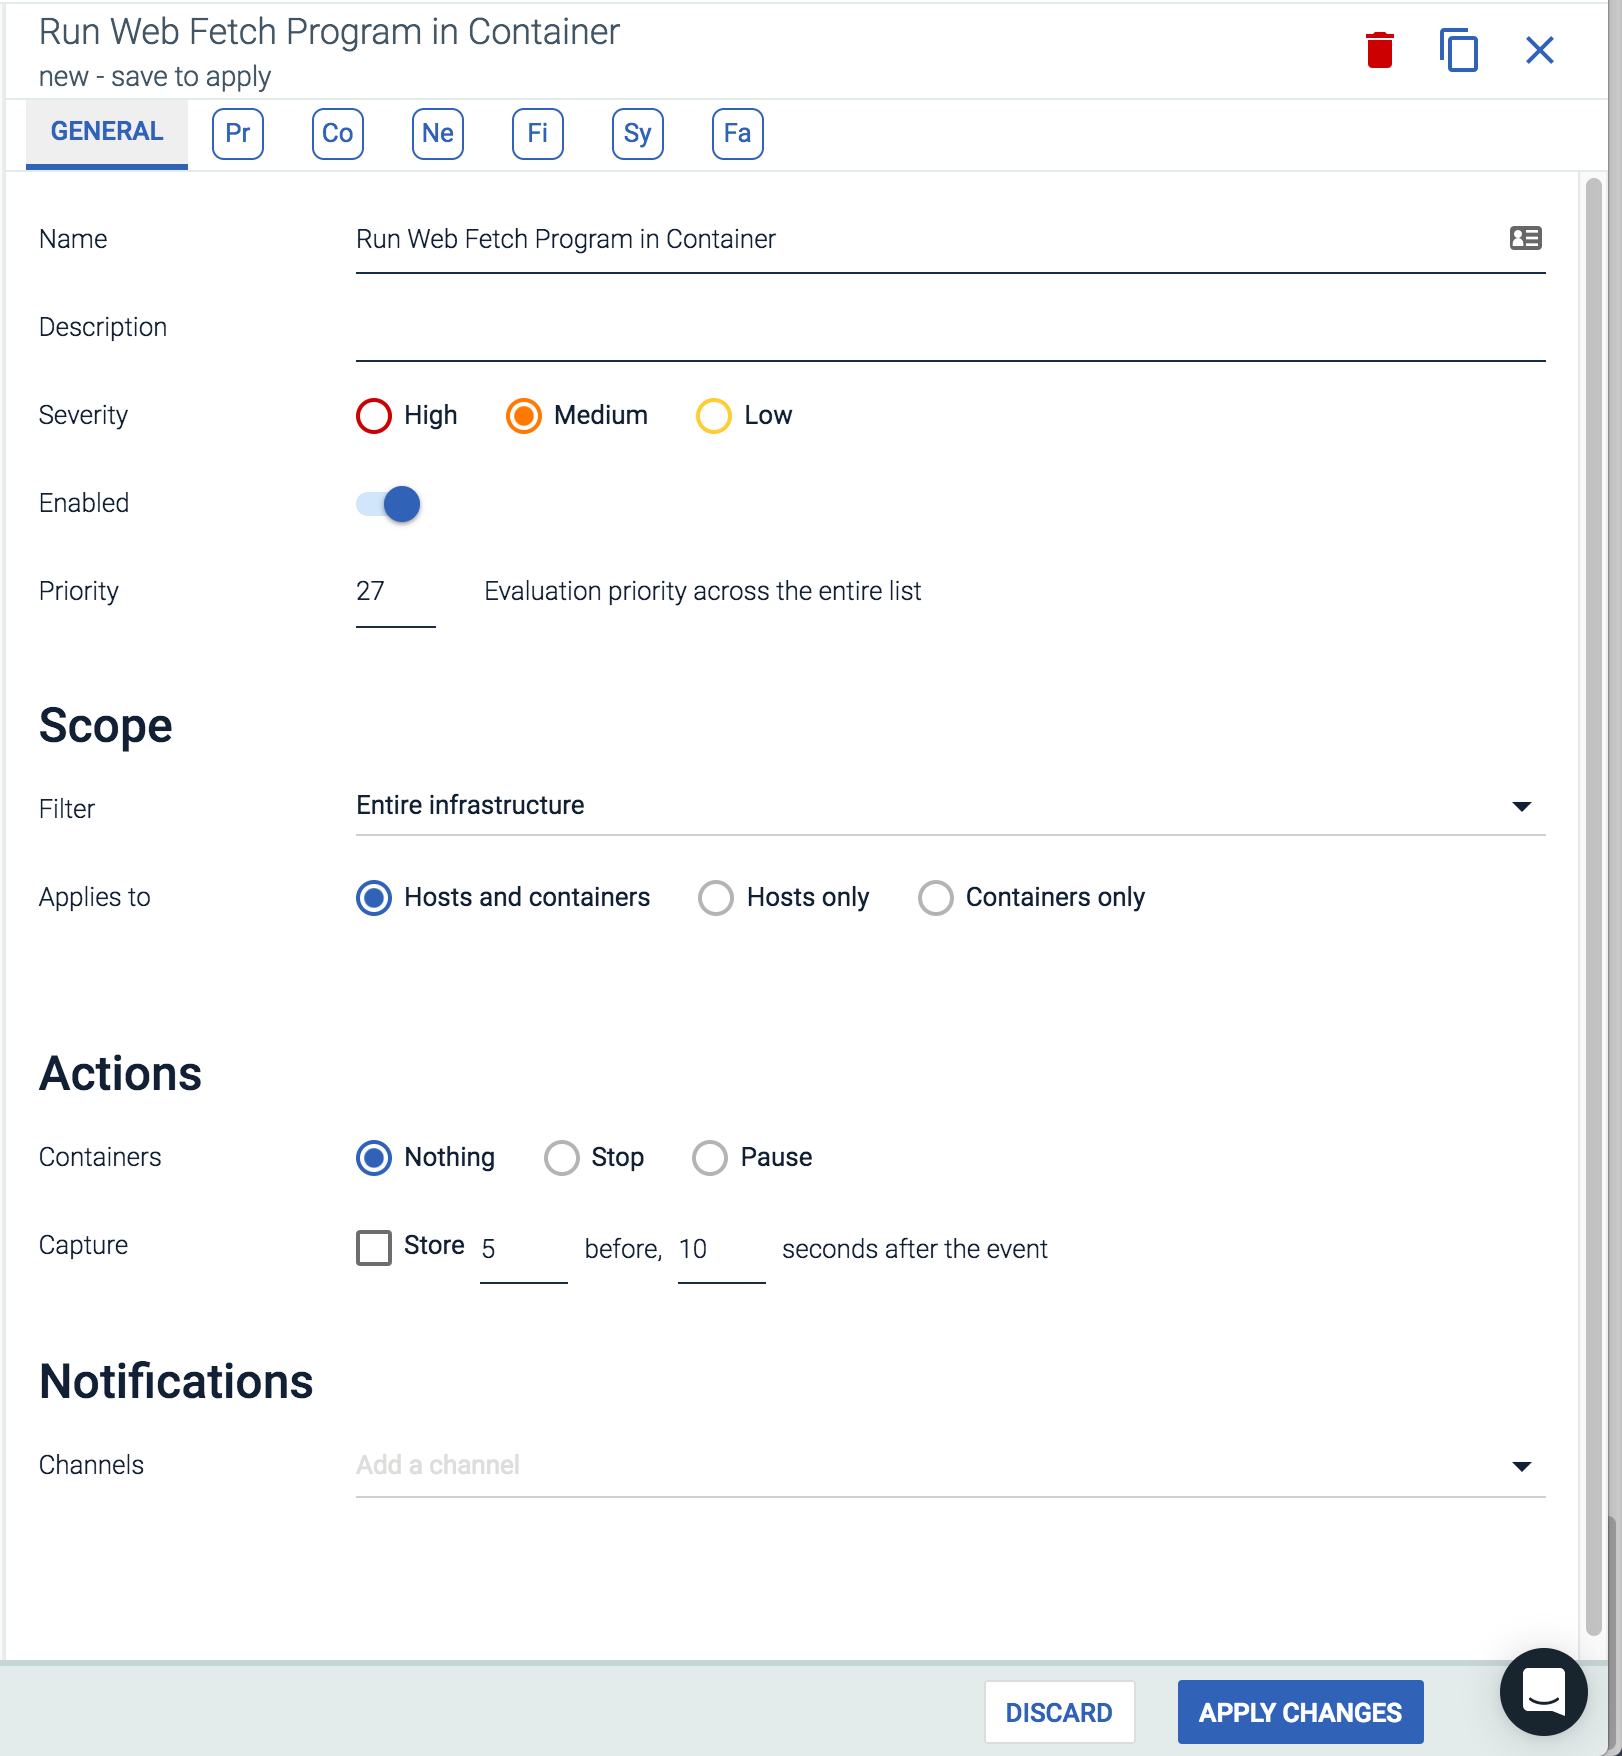 Run Web Fetch Program in Container
new - save to apply
GENERAL Pr Co Ne Fi Sy Fa
Name Run Web Fetch Program in Container
Description
Severity High Medium Low
Enabled
Priority 27 Evaluation priority across the entire list
Scope
Filter Entire infrastructure
Applies to Hosts and containers Hosts only Containers only
Actions
Containers Nothing Stop Pause
Capture Store 5 before, 10 seconds after the event
Notifications
Channels Add a channel
DISCARD APPLY CHANGES